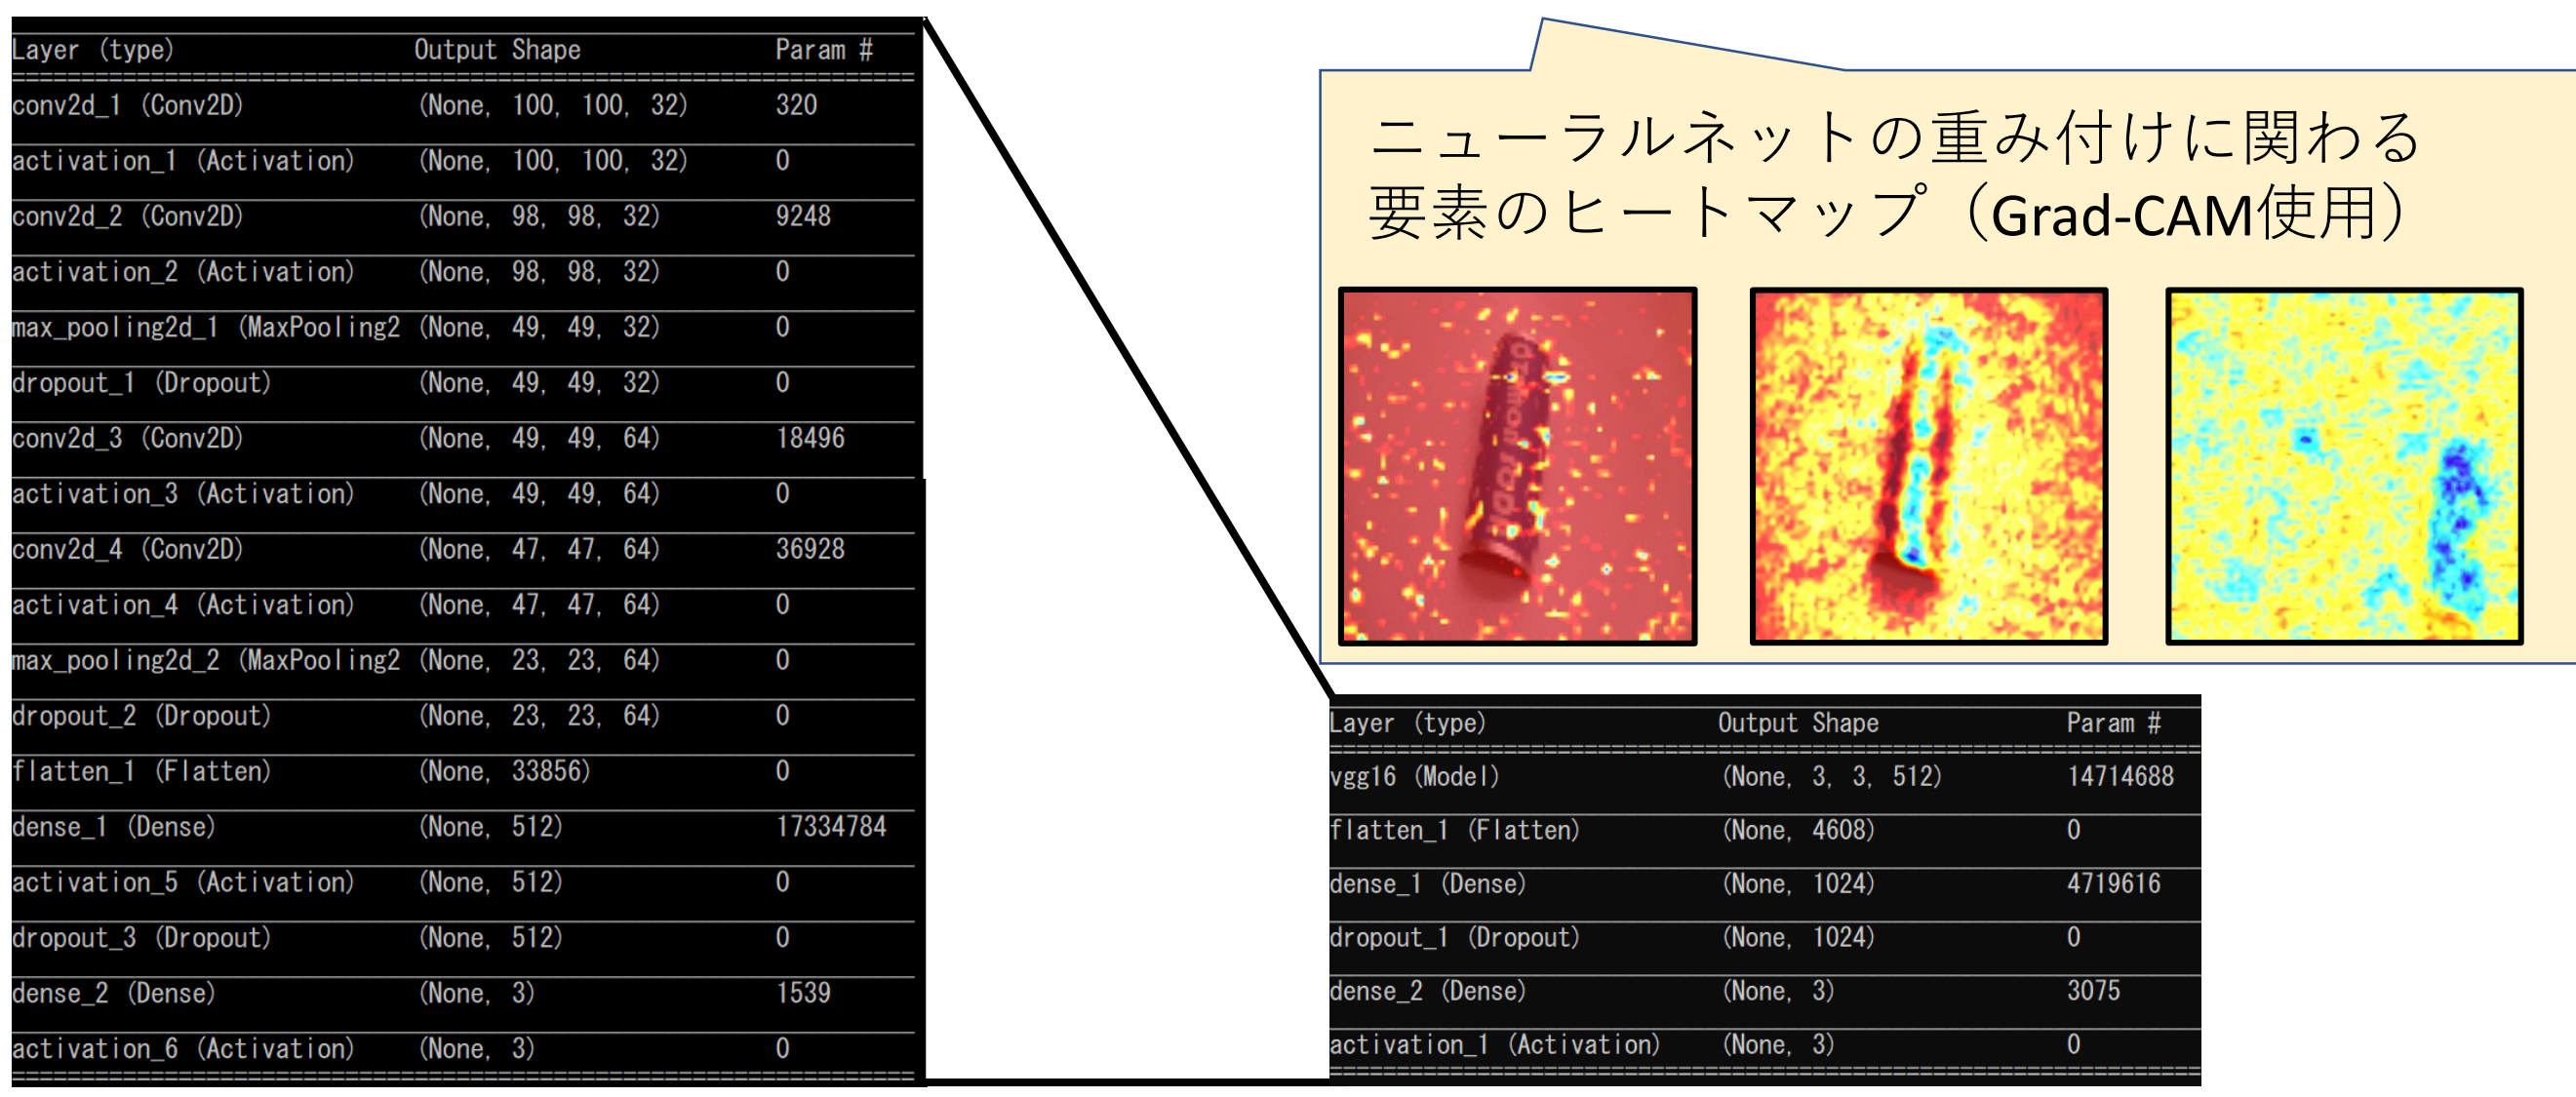 Layer (type) Output Shape Param #
conv2d_1 (Conv2D) (None, 100, 100, 32) 320
activation_1 (Activation) (None, 100, 100, 32) 0
conv2d_2 (Conv2D) (None, 98, 98, 32) 9248
activation_2 (Activation) (None, 98, 98, 32) 0
max_pooling2d_1 (MaxPooling2 (None, 49, 49, 32) 0
dropout_1 (Dropout) (None, 49, 49, 32) 0
conv2d_3 (Conv2D) (None, 49, 49, 64) 18496
activation_3 (Activation) (None, 49, 49, 64) 0
conv2d_4 (Conv2D) (None, 47, 47, 64) 36928
activation_4 (Activation) (None, 47, 47, 64) 0
max_pooling2d_2 (MaxPooling2 (None, 23, 23, 64) 0
dropout_2 (Dropout) (None, 23, 23, 64) 0
flatten_1 (Flatten) (None, 33856) 0
dense_1 (Dense) (None, 512) 17334784
activation_5 (Activation) (None, 512) 0
dropout_3 (Dropout) (None, 512) 0
dense_2 (Dense) (None, 3) 1539
activation_6 (Activation) (None, 3) 0
ニューラルネットの重み付けに関わる
要素のヒートマップ（Grad-CAM使用）
Layer (type) Output Shape Param #
vgg16 (Model) (None, 3, 3, 512) 14714688
flatten_1 (Flatten) (None, 4608) 0
dense_1 (Dense) (None, 1024) 4719616
dropout_1 (Dropout) (None, 1024) 0
dense_2 (Dense) (None, 3) 3075
activation_1 (Activation) (None, 3) 0